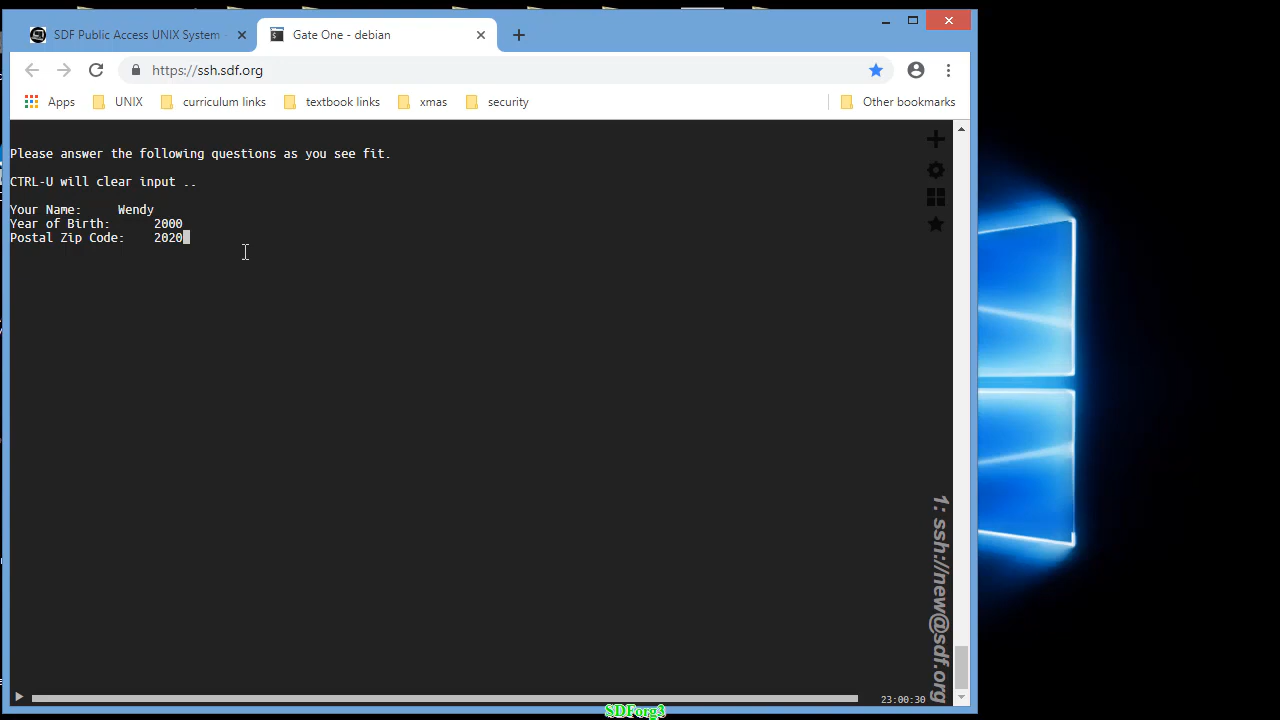 SDF Public Access UNIX System -
Gate One - debian
https://ssh.sdf.org
Apps
UNIX
curriculum links
textbook links
xmas
security
Other bookmarks
Please answer the following questions as you see fit.
CTRL-U will clear input ..
Your Name: Wendy
Year of Birth: 2000
Postal Zip Code: 2020
1: ssh://new@sdf.org
23:00:30
SDForg3